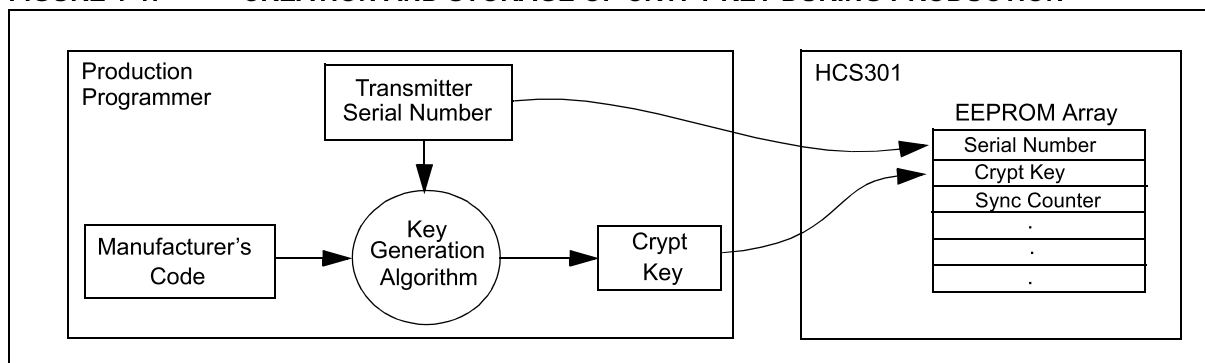 Production
Programmer
Transmitter
Serial Number
Manufacturer's
Code
Key
Generation
Algorithm
Crypt
Key
HCS301
EEPROM Array
Serial Number
Crypt Key
Sync Counter
.
.
.